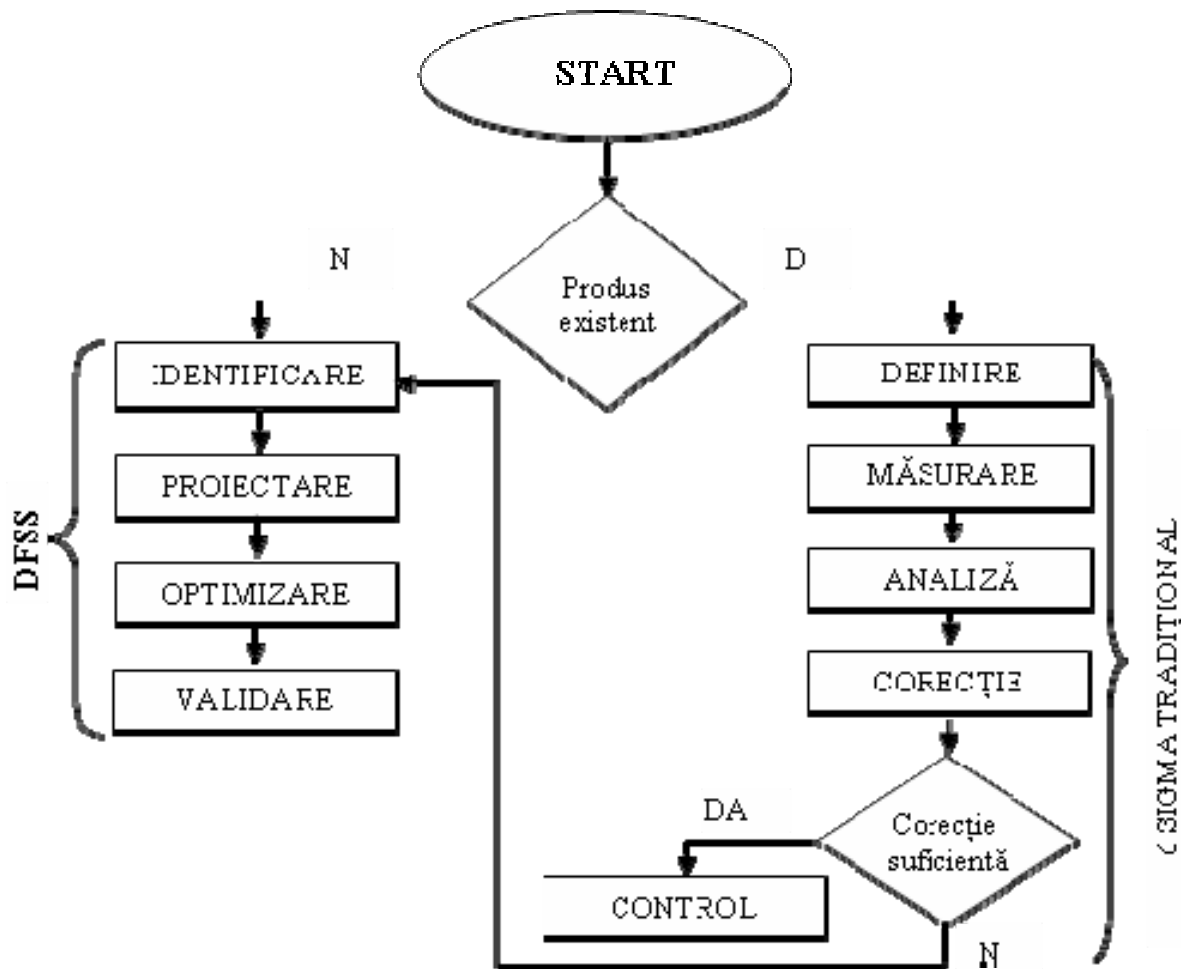 START
N
D
Produs
existent
IDENTIFICARE
DEFINIRE
PROIECTARE
MĂSURARE
DFSS
OPTIMIZARE
ANALIZĂ
VALIDARE
CORECȚIE
SIGMA TRADIȚIONAL
DA
Corecție
suficientă
CONTROL
N